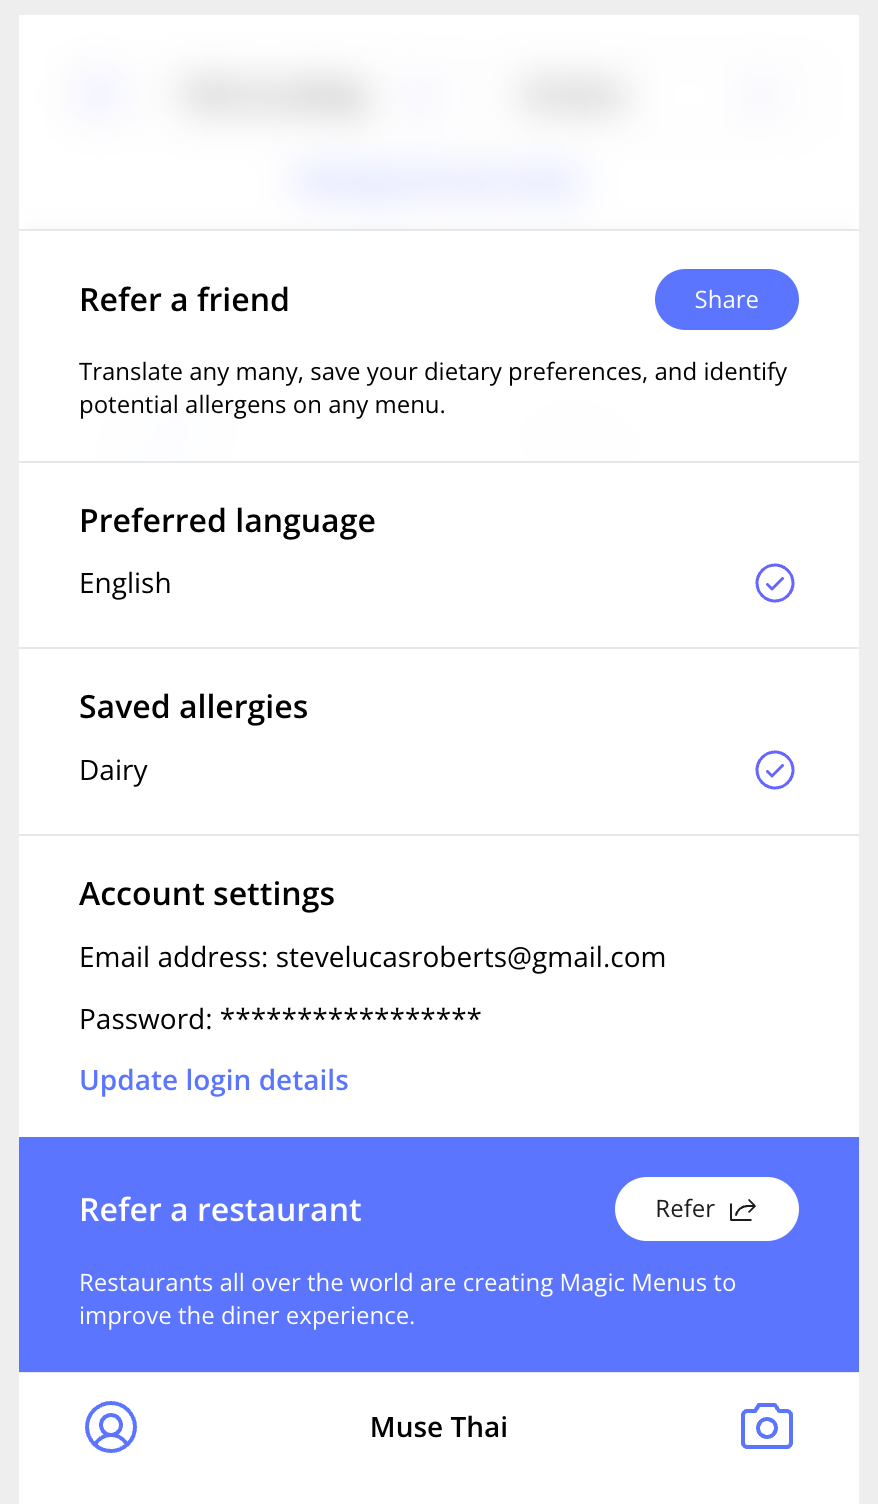 Refer a friend
Share
Translate any many, save your dietary preferences, and identify
potential allergens on any menu.
Preferred language
English
Saved allergies
Dairy
Account settings
Email address: stevelucasroberts@gmail.com
Password: *****************
Update login details
Refer a restaurant
Refer
Restaurants all over the world are creating Magic Menus to
improve the diner experience.
Muse Thai